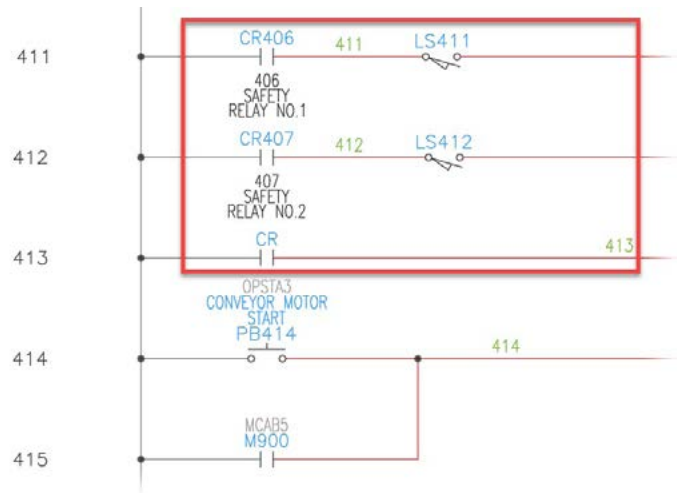 CR406
411
LS411
411
406
SAFETY
RELAY NO.1
CR407
412
LS412
412
407
SAFETY
RELAY NO.2
CR
413
413
OPSTA3
CONVEYOR MOTOR
START
PB414
414
414
MCAB5
M900
415